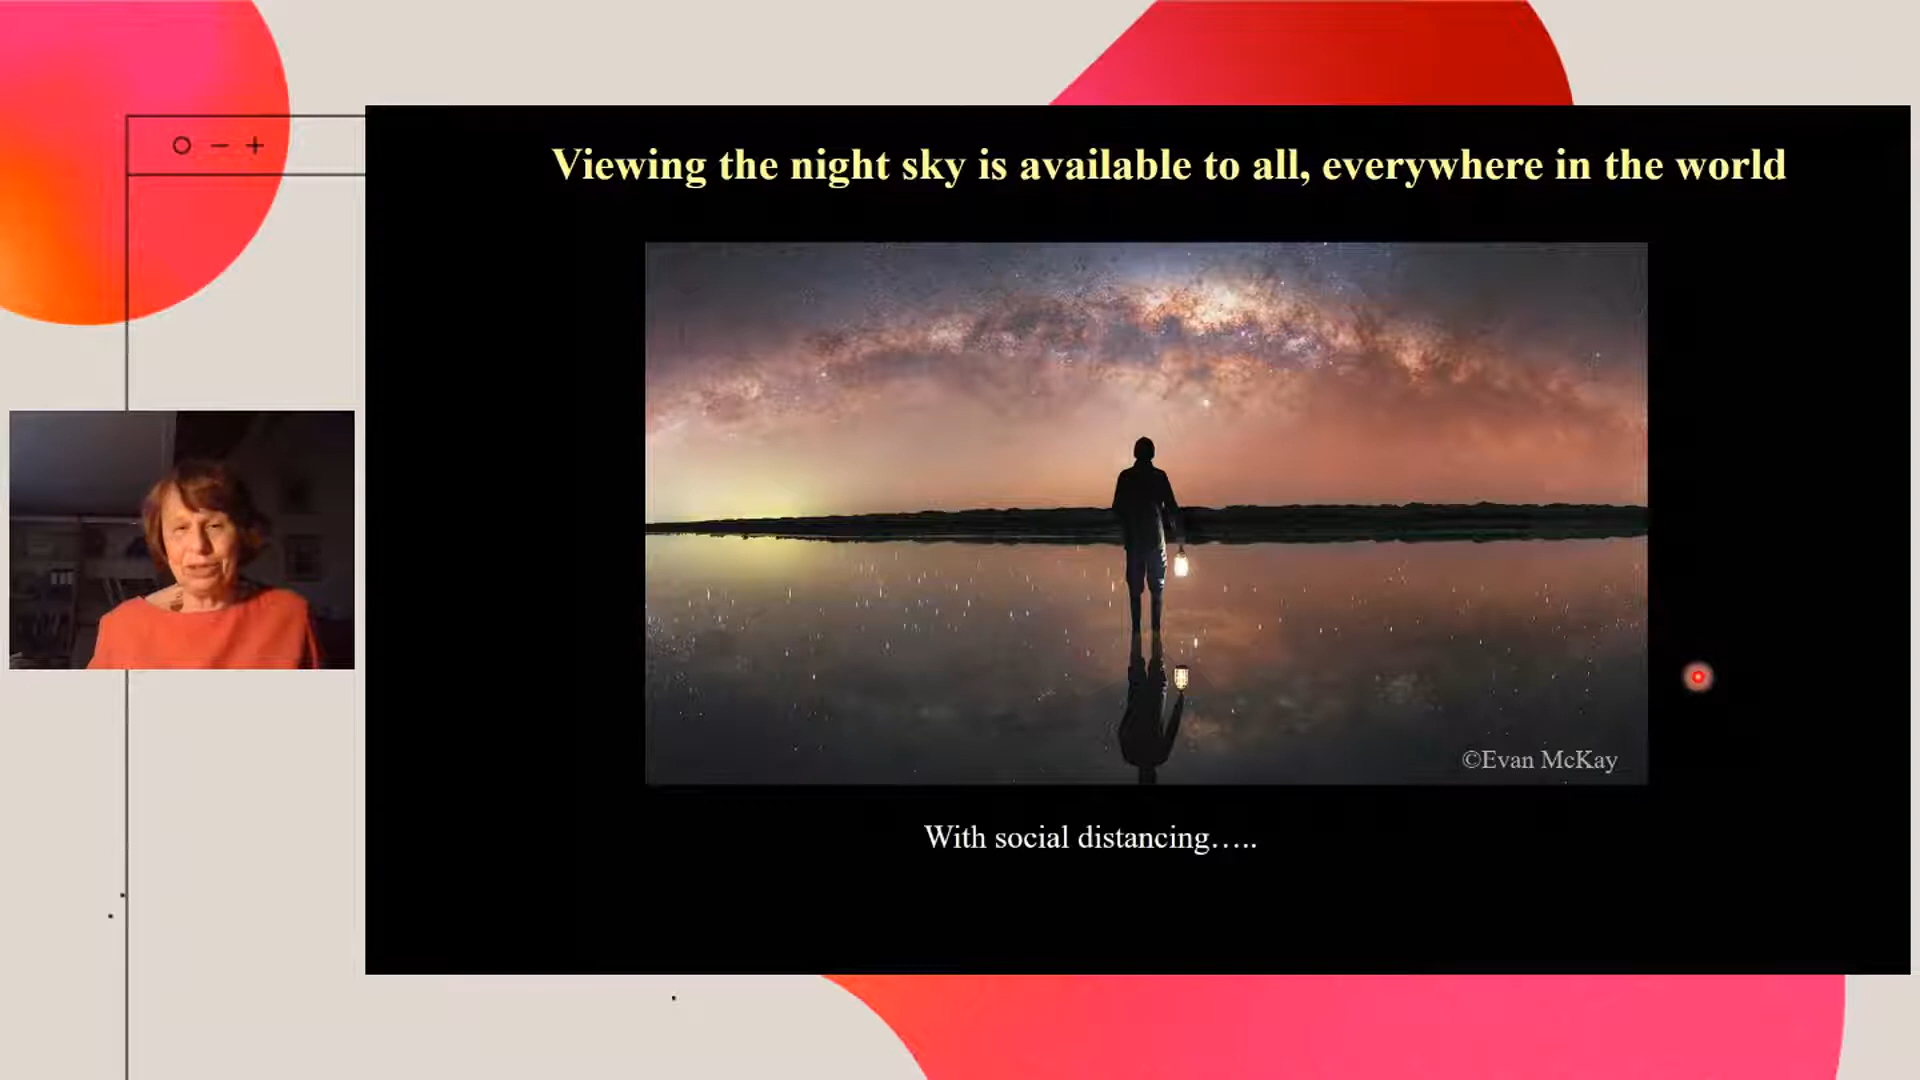 Viewing the night sky is available to all, everywhere in the world
©Evan McKay
With social distancing…..